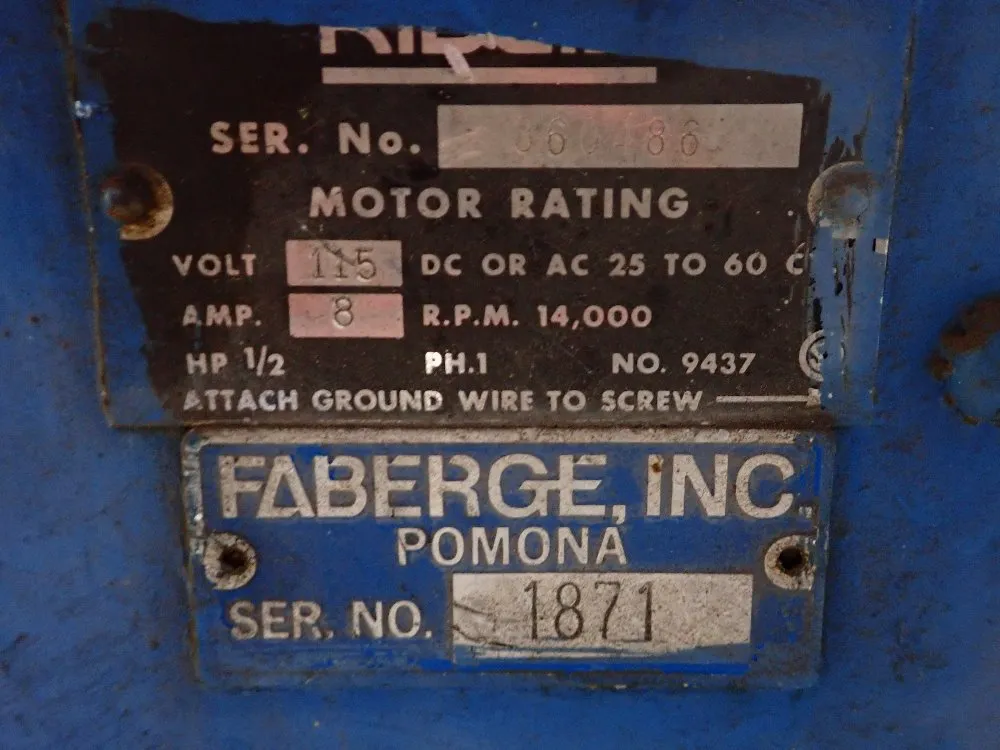 SER. No.
MOTOR RATING
VOLT 115 DC OR AC 25 TO 60 C
AMP. 8 R.P.M. 14,000
HP 1/2 PH.1 NO. 9437
ATTACH GROUND WIRE TO SCREW
FABERGE, INC.
POMONA
SER. NO. 1871